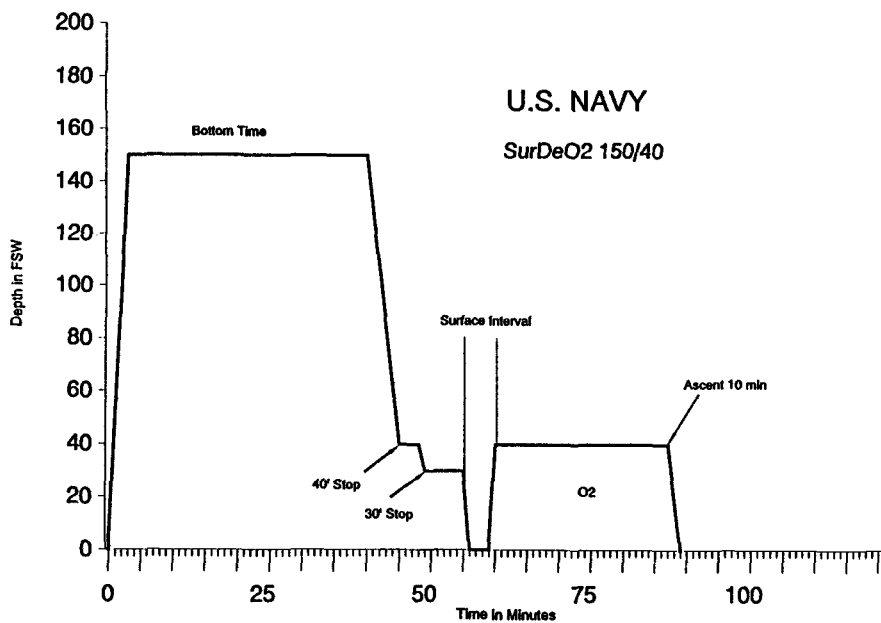 200
180
160
140
120
100
80
60
40
20
0
Depth in FSW
Bottom Time
U.S. NAVY
SurDeO2 150/40
Surface Interval
Ascent 10 min
40' Stop
30' Stop
O2
0
25
50
75
100
Time in Minutes